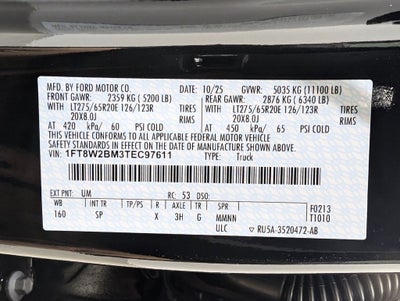 MFD. BY FORD MOTOR CO. 10/25 GVWR: 5035 KG (11100 LB)
FRONT GAWR: 2359 KG ( 5200 LB) REAR GAWR: 2876 KG ( 6340 LB)
WITH LT275/65R20E 126/123R TIRES WITH LT275/65R20E 126/123R TIRES
20X8.0J RIMS 20X8.0J RIMS
AT 420 kPa/ 60 PSI COLD AT 450 kPa/ 65 PSI COLD
THIS VEHICLE CONFORMS TO ALL APPLICABLE FEDERAL MOTOR VEHICLE
SAFETY STANDARDS IN EFFECT ON THE DATE OF MANUFACTURE SHOWN ABOVE.
VIN: 1FT8W2BM3TEC97611 TYPE: Truck
EXT PNT: UM RC: 53 DSO:
WB INT TR TP/PS R AXLE TR SPR F0213
160 SP X 3H G MMNN T1010
ULC RU5A-3520472-AB